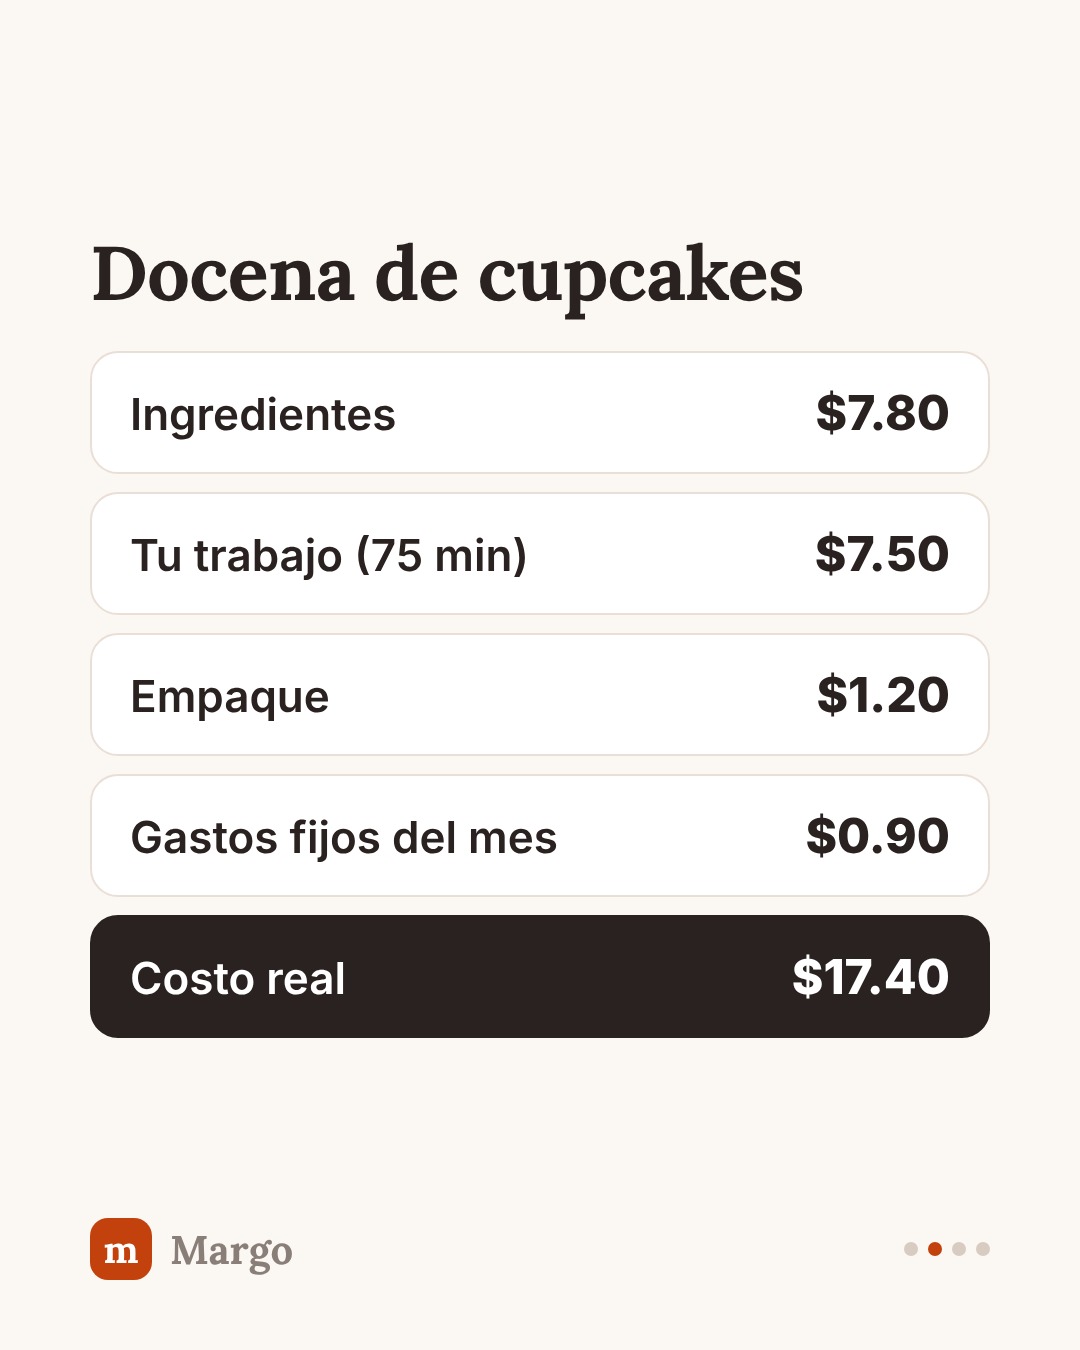 Docena de cupcakes
Ingredientes $7.80
Tu trabajo (75 min) $7.50
Empaque $1.20
Gastos fijos del mes $0.90
Costo real $17.40
m Margo